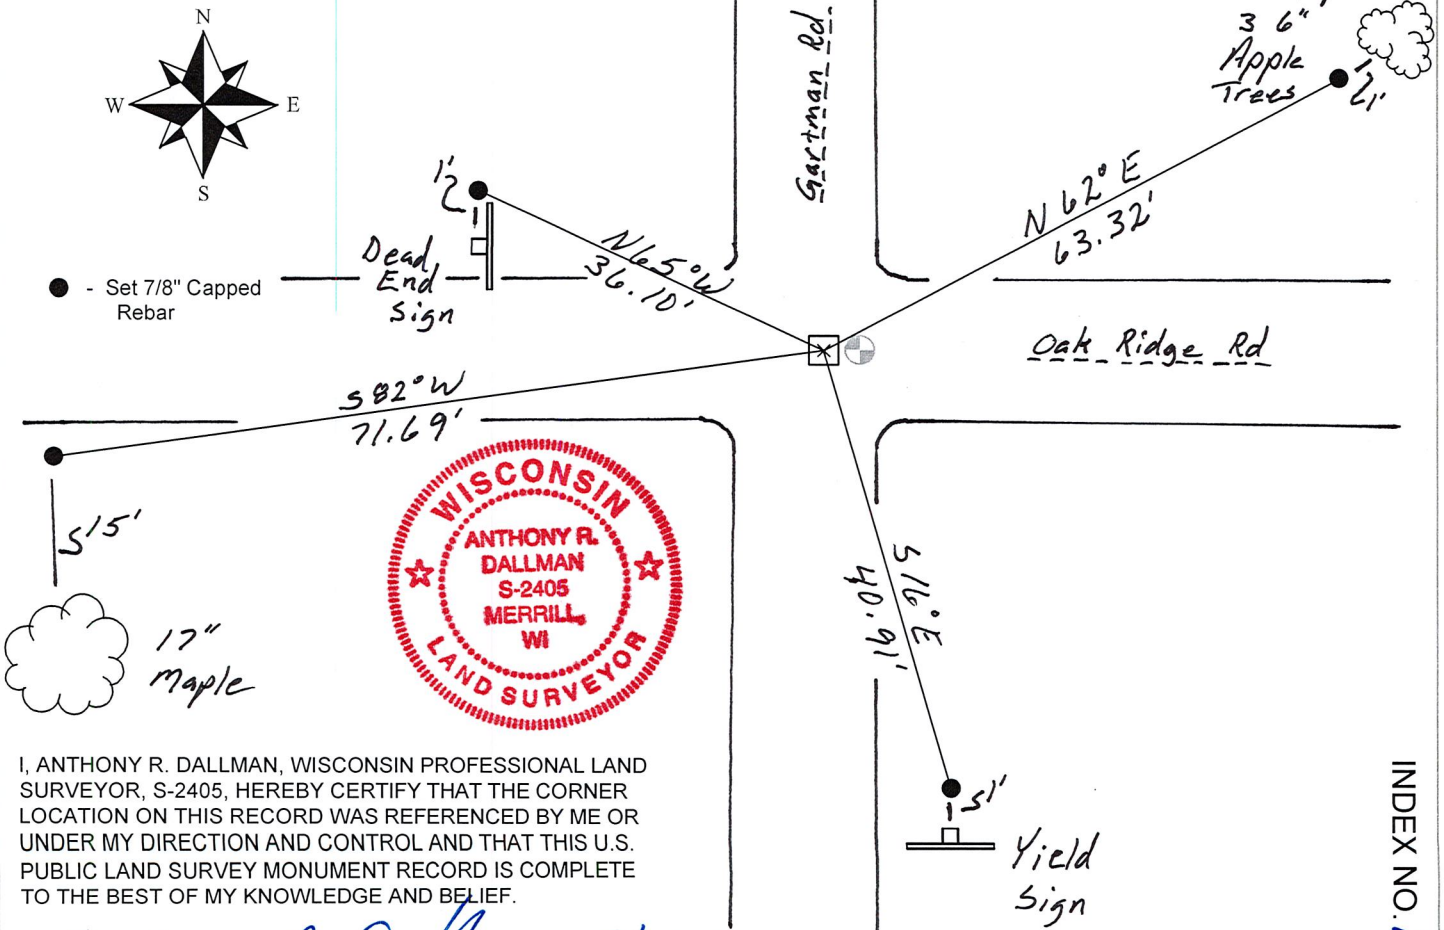 N
W
E
S
Gartman Rd.
3 6"
Apple
Trees
1'
1'
Dead
End
Sign
N65°W
36.10'
N 62° E
63.32'
- Set 7/8" Capped
Rebar
Oak Ridge Rd
S82°W
71.69'
S 15'
17"
Maple
WISCONSIN
ANTHONY R.
DALLMAN
S-2405
MERRILL,
WI
LAND SURVEYOR
S16°E
40.91'
S1'
Yield
Sign
I, ANTHONY R. DALLMAN, WISCONSIN PROFESSIONAL LAND
SURVEYOR, S-2405, HEREBY CERTIFY THAT THE CORNER
LOCATION ON THIS RECORD WAS REFERENCED BY ME OR
UNDER MY DIRECTION AND CONTROL AND THAT THIS U.S.
PUBLIC LAND SURVEY MONUMENT RECORD IS COMPLETE
TO THE BEST OF MY KNOWLEDGE AND BELIEF.
INDEX NO.